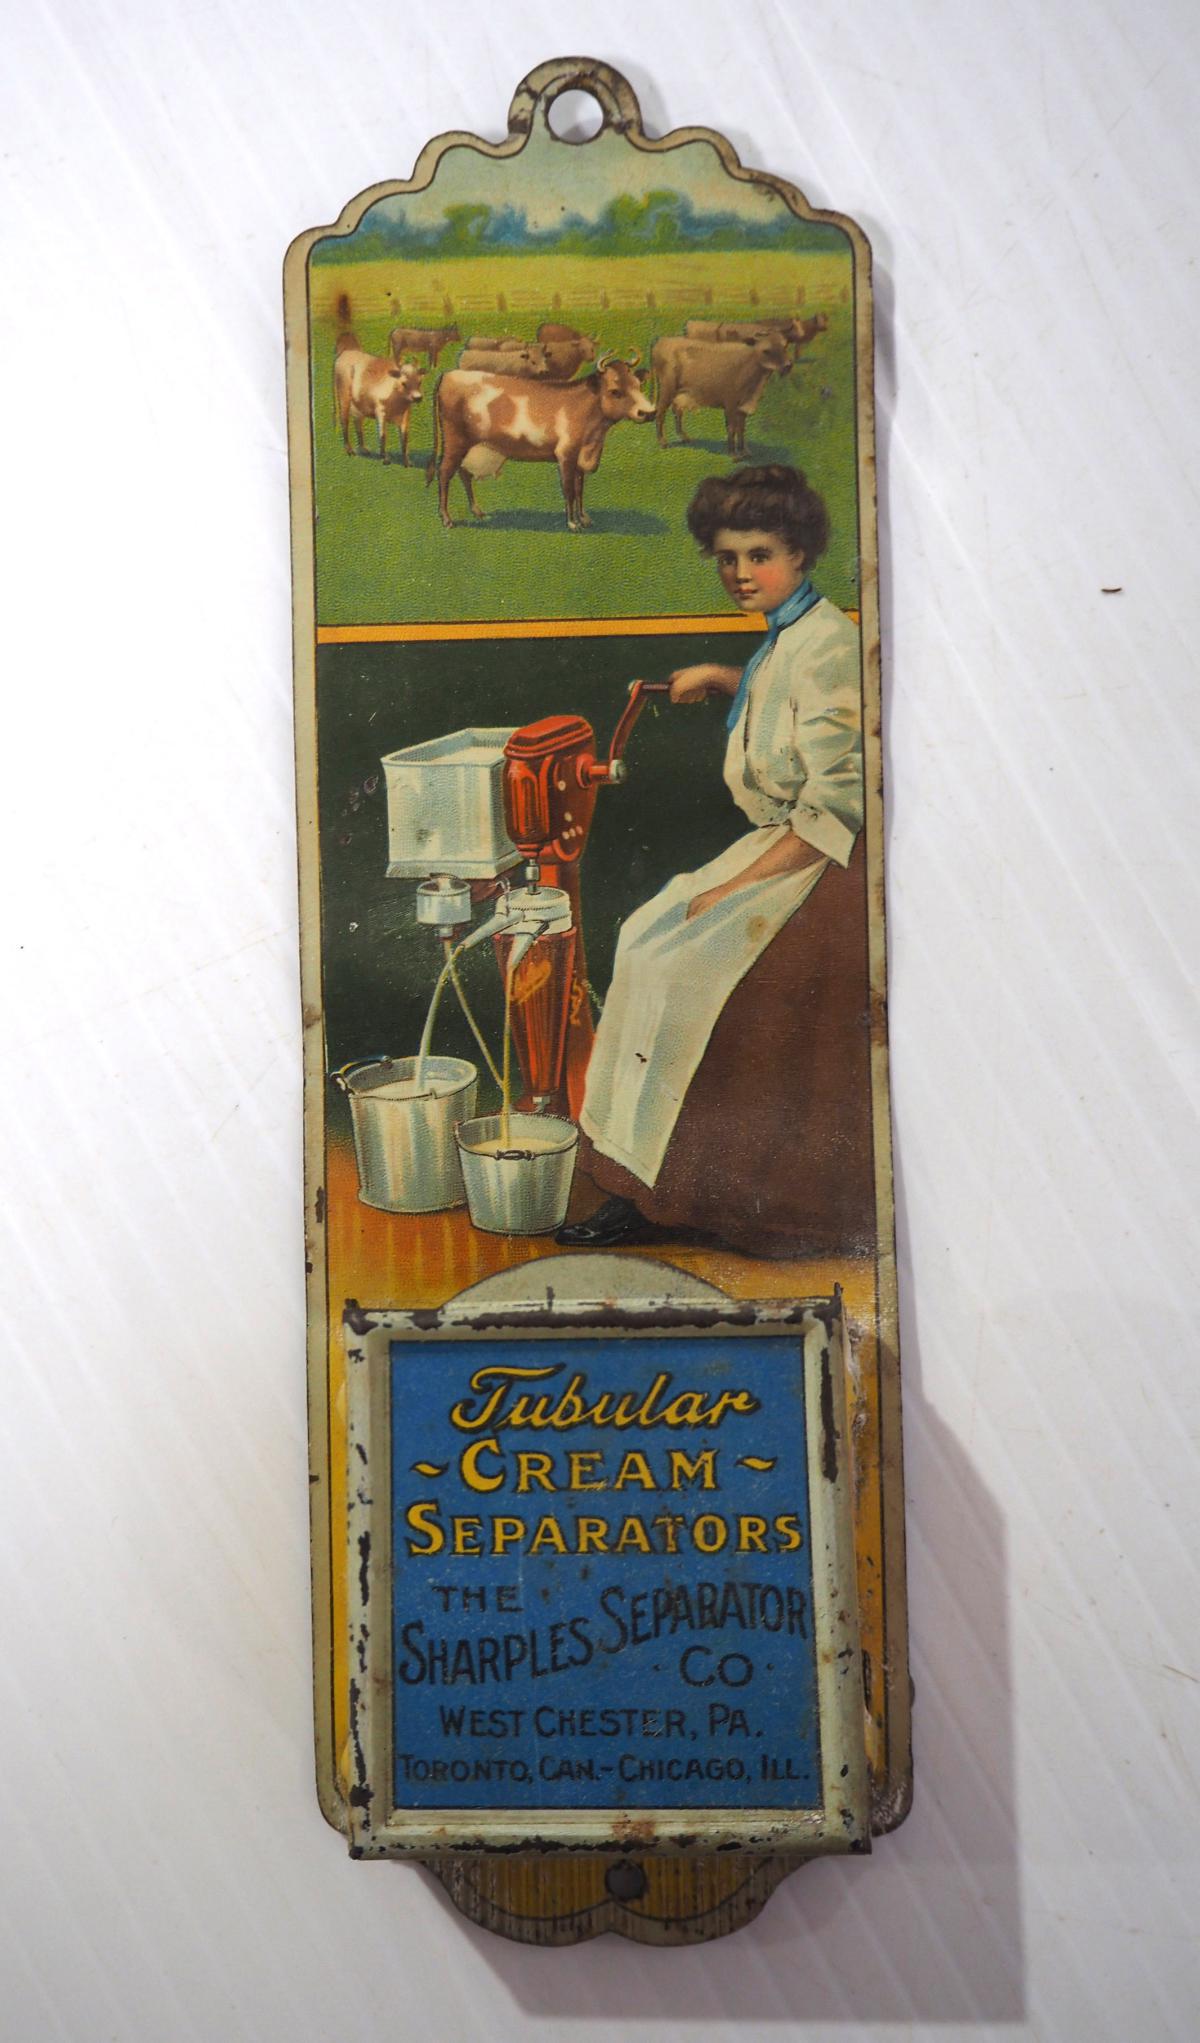 Tubular
~ CREAM ~
SEPARATORS
THE
SHARPLES SEPARATOR
· CO ·
WEST CHESTER, PA.
TORONTO, CAN.-CHICAGO, ILL.